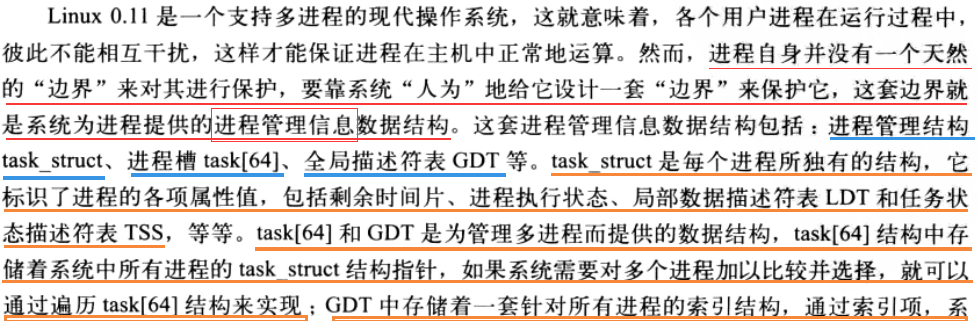 Linux 0.11 是一个支持多进程的现代操作系统，这就意味着，各个用户进程在运行过程中，
彼此不能相互干扰，这样才能保证进程在主机中正常地运算。然而，进程自身并没有一个天然
的“边界”来对其进行保护，要靠系统“人为”地给它设计一套“边界”来保护它，这套边界就
是系统为进程提供的进程管理信息数据结构。这套进程管理信息数据结构包括：进程管理结构
task_struct、进程槽 task[64]、全局描述符表 GDT 等。task_struct 是每个进程所独有的结构，它
标识了进程的各项属性值，包括剩余时间片、进程执行状态、局部数据描述符表 LDT 和任务状
态描述符表 TSS，等等。task[64] 和 GDT 是为管理多进程而提供的数据结构，task[64] 结构中存
储着系统中所有进程的 task_struct 结构指针，如果系统需要对多个进程加以比较并选择，就可以
通过遍历 task[64] 结构来实现；GDT 中存储着一套针对所有进程的索引结构，通过索引项，系